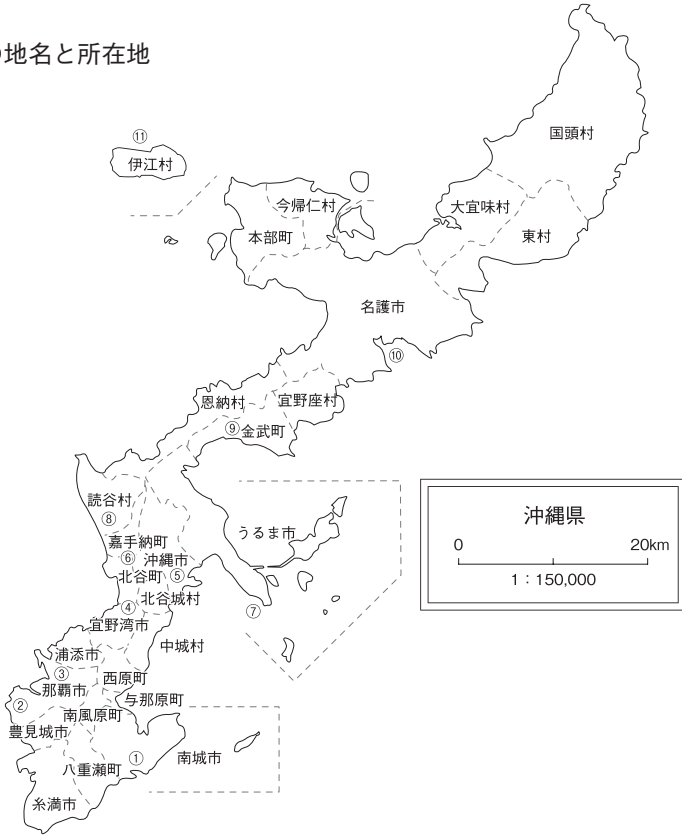 の地名と所在地
国頭村
⑪
伊江村
今帰仁村
大宜味村
本部町
東村
名護市
⑩
恩納村
宜野座村
⑨金武町
読谷村
⑧
うるま市
沖縄県
0 20km
1：150,000
嘉手納町
⑥
沖縄市
北谷町
⑤
④
北谷城村
⑦
宜野湾市
中城村
浦添市
③
西原町
那覇市
②
与那原町
南風原町
豊見城市
①
南城市
八重瀬町
糸満市